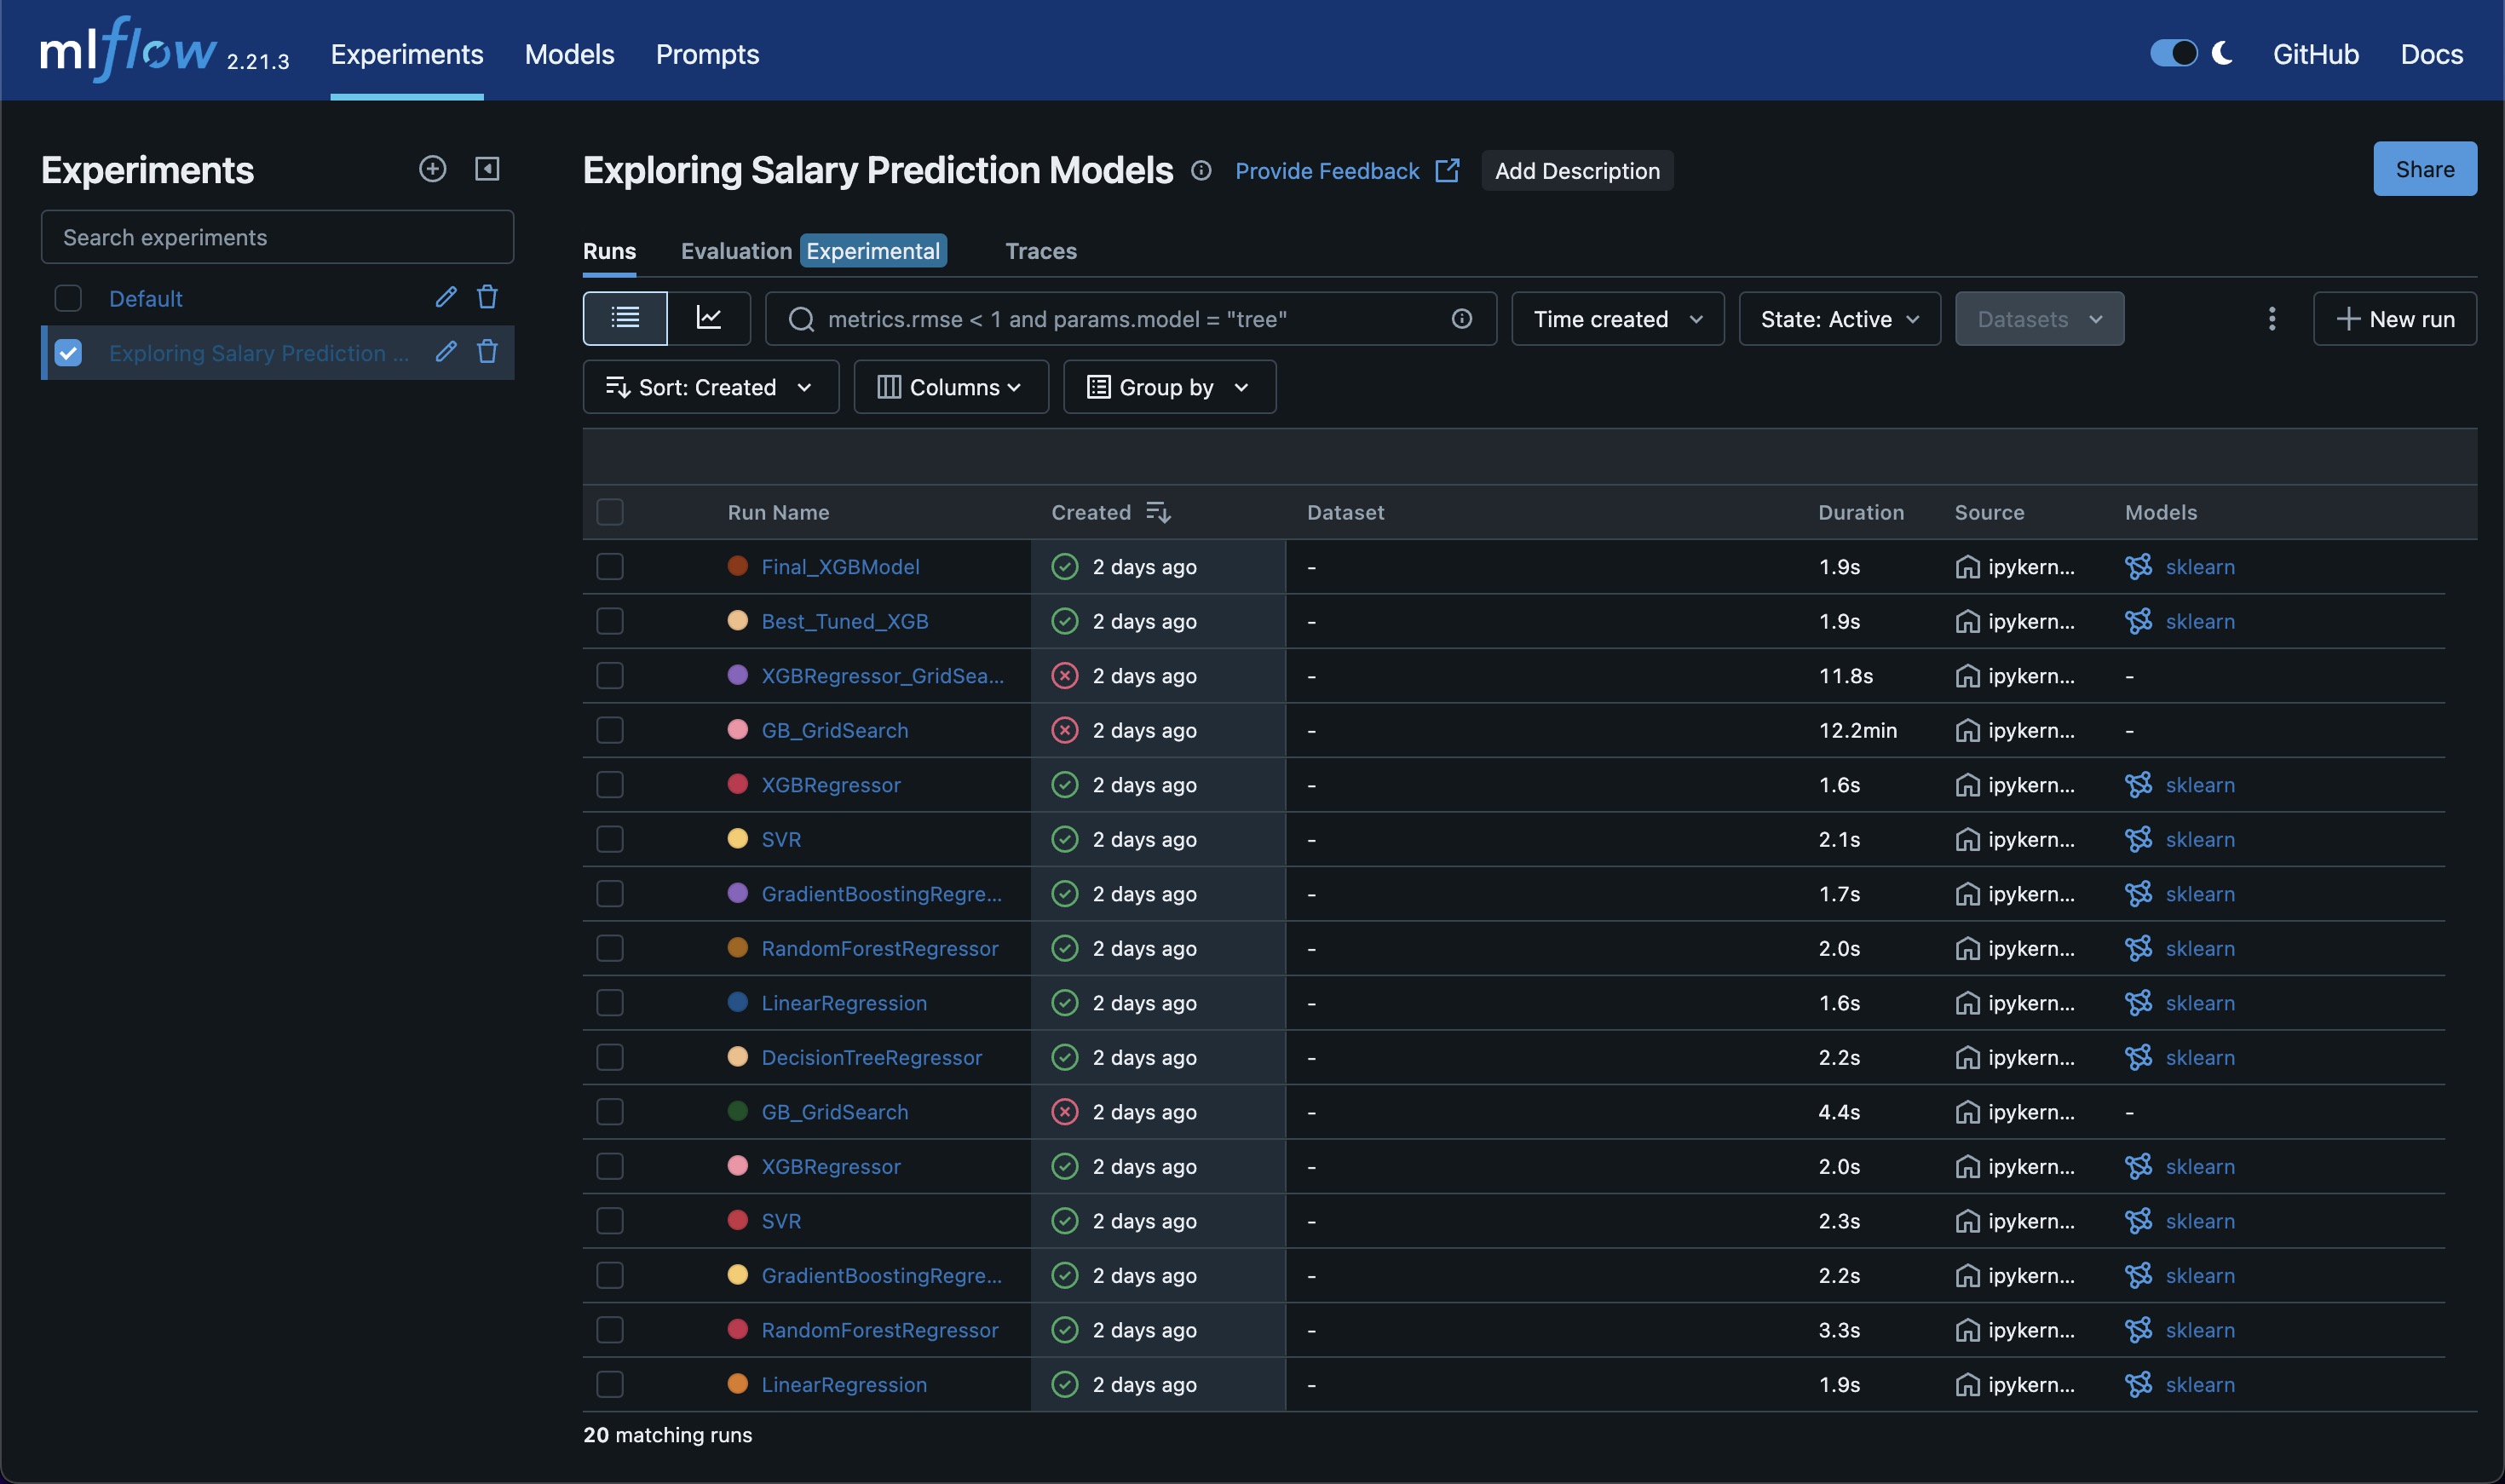 mlflow 2.21.3 Experiments Models Prompts GitHub Docs
Experiments
Search experiments
Default
Exploring Salary Prediction ...
Exploring Salary Prediction Models Provide Feedback Add Description Share
Runs Evaluation Experimental Traces
metrics.rmse < 1 and params.model = "tree" Time created State: Active Datasets New run
Sort: Created Columns Group by
Run Name Created Dataset Duration Source Models
Final_XGBModel 2 days ago - 1.9s ipykern... sklearn
Best_Tuned_XGB 2 days ago - 1.9s ipykern... sklearn
XGBRegressor_GridSea... 2 days ago - 11.8s ipykern... -
GB_GridSearch 2 days ago - 12.2min ipykern... -
XGBRegressor 2 days ago - 1.6s ipykern... sklearn
SVR 2 days ago - 2.1s ipykern... sklearn
GradientBoostingRegre... 2 days ago - 1.7s ipykern... sklearn
RandomForestRegressor 2 days ago - 2.0s ipykern... sklearn
LinearRegression 2 days ago - 1.6s ipykern... sklearn
DecisionTreeRegressor 2 days ago - 2.2s ipykern... sklearn
GB_GridSearch 2 days ago - 4.4s ipykern... -
XGBRegressor 2 days ago - 2.0s ipykern... sklearn
SVR 2 days ago - 2.3s ipykern... sklearn
GradientBoostingRegre... 2 days ago - 2.2s ipykern... sklearn
RandomForestRegressor 2 days ago - 3.3s ipykern... sklearn
LinearRegression 2 days ago - 1.9s ipykern... sklearn
20 matching runs